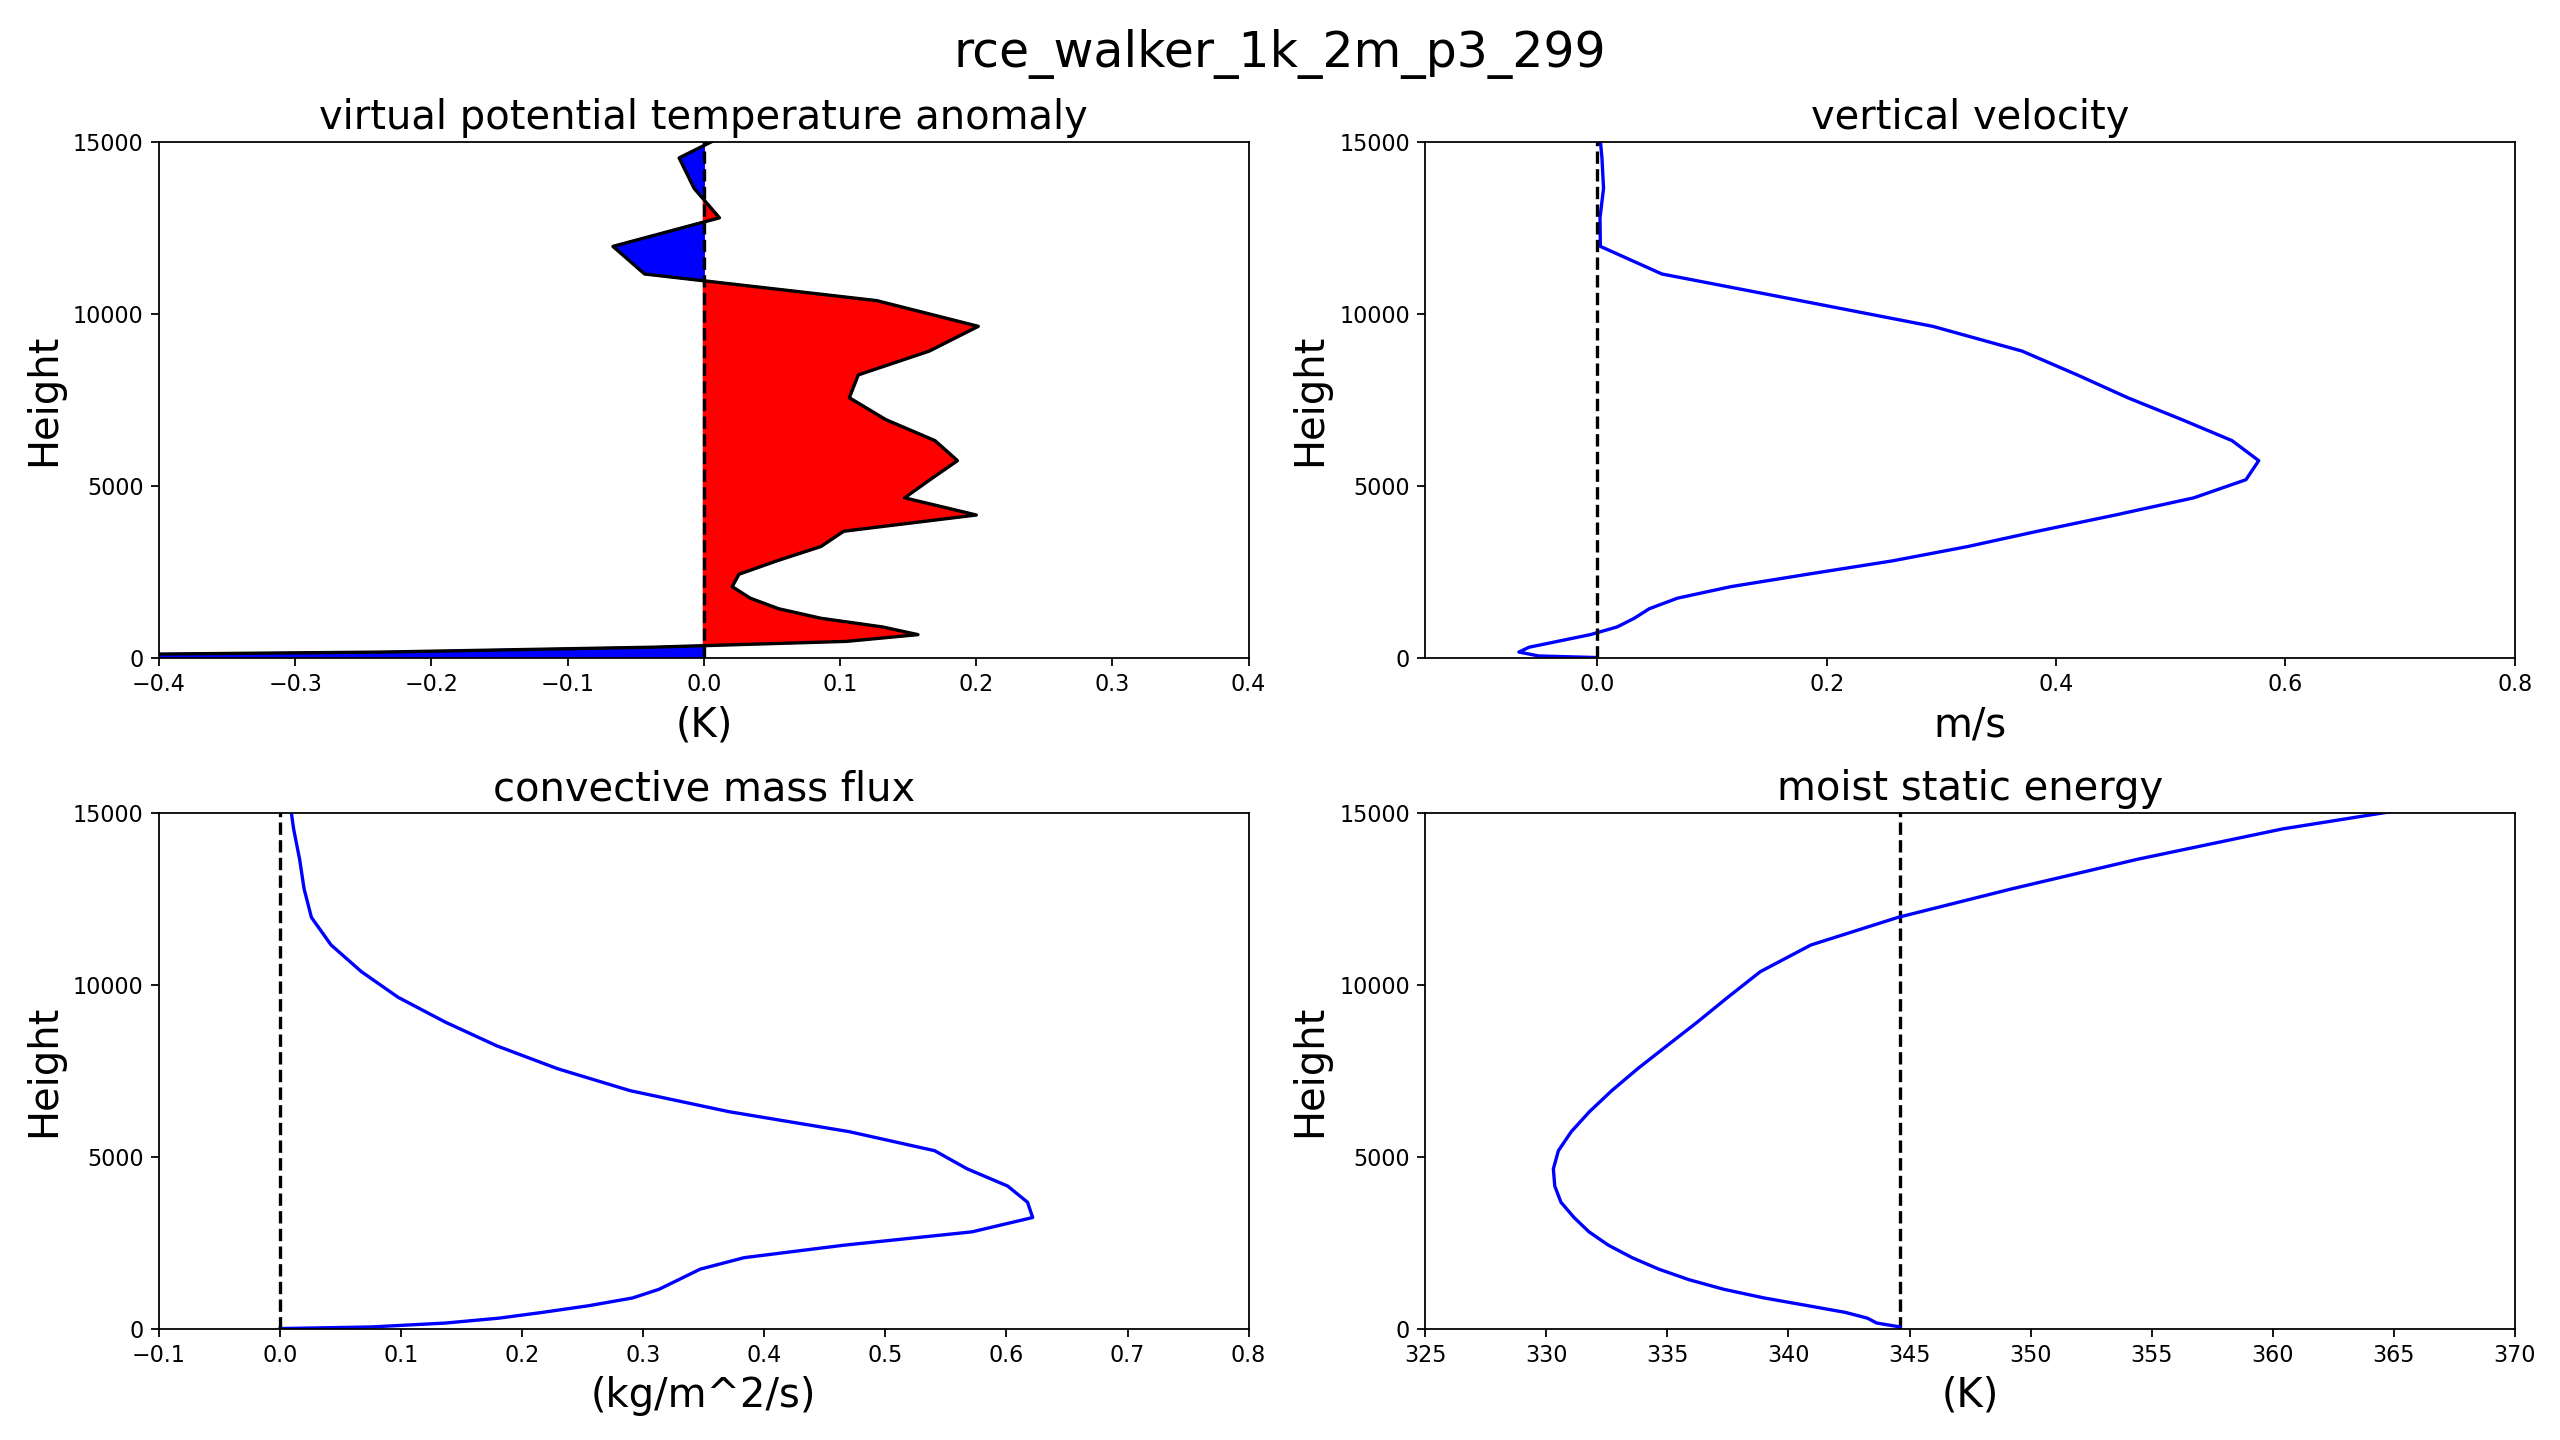 rce_walker_1k_2m_p3_299
virtual potential temperature anomaly
15000
10000
5000
0
Height
−0.4 −0.3 −0.2 −0.1 0.0 0.1 0.2 0.3 0.4
(K)
vertical velocity
15000
10000
5000
0
Height
0.0 0.2 0.4 0.6 0.8
m/s
convective mass flux
15000
10000
5000
0
Height
−0.1 0.0 0.1 0.2 0.3 0.4 0.5 0.6 0.7 0.8
(kg/m^2/s)
moist static energy
15000
10000
5000
0
Height
325 330 335 340 345 350 355 360 365 370
(K)